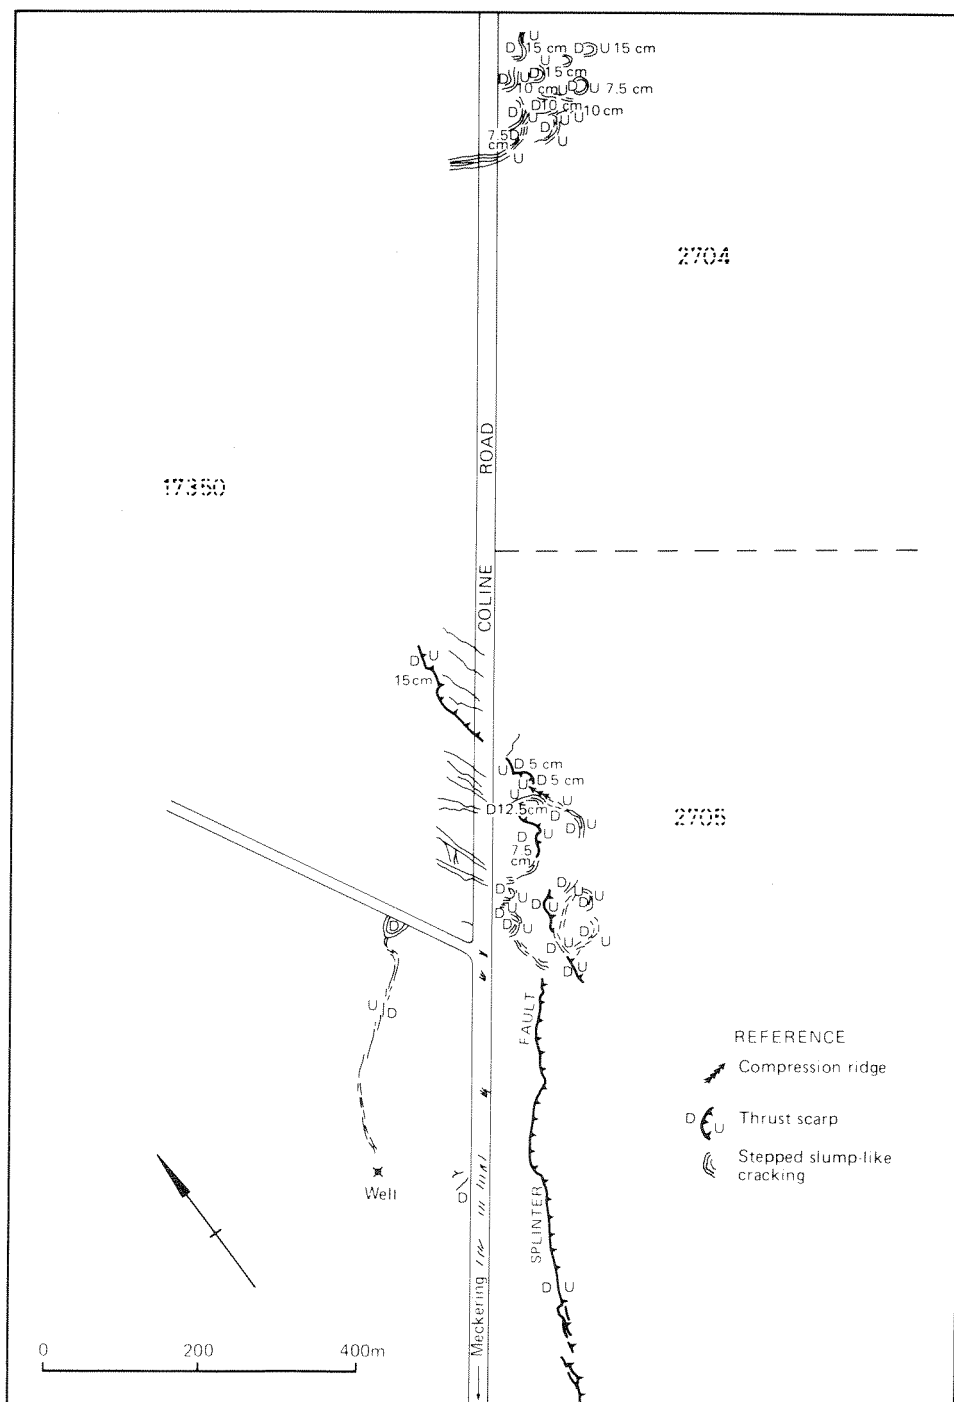 U
D 15 cm D U 15 cm
U
D U D 15 cm
10 cm U D U 7.5 cm
D 10 cm
D U U U 10 cm
D
7.5 D U
cm U
U
2704
17350
ROAD
COLINE
D U
15cm
D 5 cm
U
D 5 cm
U
U U
D 12.5cm
D
D U
D U
2705
7.5
cm
D D U
U D U
D U D
D U D
U
D U U
D U
D
U D
FAULT
REFERENCE
Compression ridge
D U Thrust scarp
Stepped slump-like
cracking
Well
D
SPLINTER
D U
Meckering
0 200 400m